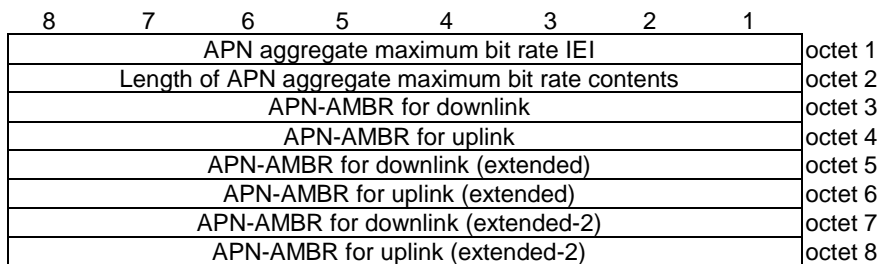 8 7 6 5 4 3 2 1
APN aggregate maximum bit rate IEI octet 1
Length of APN aggregate maximum bit rate contents octet 2
APN-AMBR for downlink octet 3
APN-AMBR for uplink octet 4
APN-AMBR for downlink (extended) octet 5
APN-AMBR for uplink (extended) octet 6
APN-AMBR for downlink (extended-2) octet 7
APN-AMBR for uplink (extended-2) octet 8